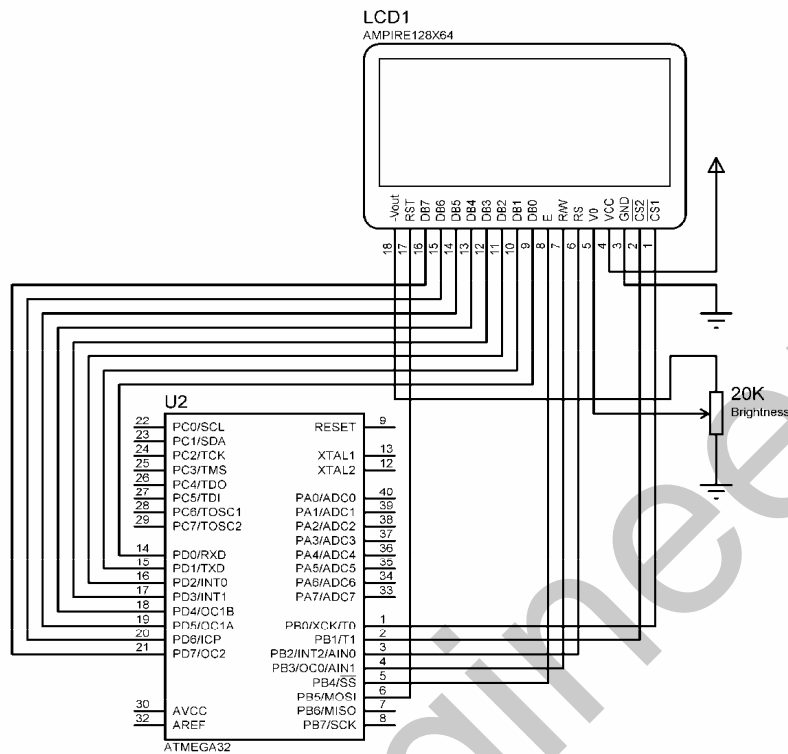 LCD1
AMPIRE128X64
-Vout
RST
DB7
DB6
DB5
DB4
DB3
DB2
DB1
DB0
E
R/W
RS
V0
VCC
GND
CS2
CS1
18
17
16
15
14
13
12
11
10
9
8
7
6
5
4
3
2
1
20K
Brightness
U2
22 PC0/SCL RESET 9
23 PC1/SDA
24 PC2/TCK XTAL1 13
25 PC3/TMS XTAL2 12
26 PC4/TDO
27 PC5/TDI PA0/ADC0 40
28 PC6/TOSC1 PA1/ADC1 39
29 PC7/TOSC2 PA2/ADC2 38
PA3/ADC3 37
14 PD0/RXD PA4/ADC4 36
15 PD1/TXD PA5/ADC5 35
16 PD2/INT0 PA6/ADC6 34
17 PD3/INT1 PA7/ADC7 33
18 PD4/OC1B
19 PD5/OC1A PB0/XCK/T0 1
20 PD6/ICP PB1/T1 2
21 PD7/OC2 PB2/INT2/AIN0 3
PB3/OC0/AIN1 4
PB4/SS 5
PB5/MOSI 6
30 AVCC PB6/MISO 7
32 AREF PB7/SCK 8
ATMEGA32